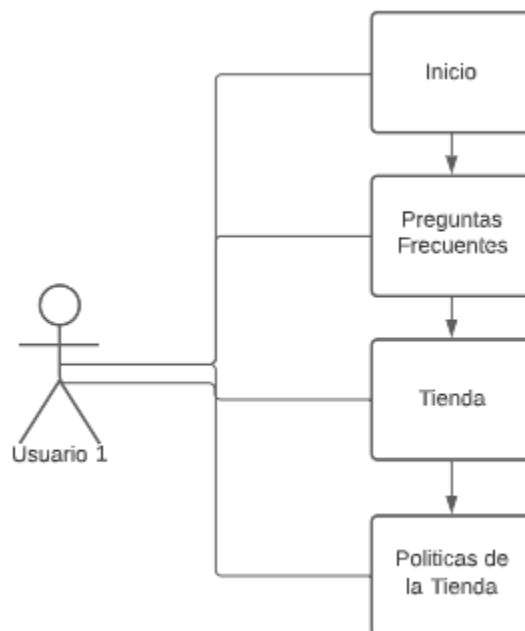 Inicio
Preguntas
Frecuentes
Tienda
Usuario 1
Politicas de
la Tienda